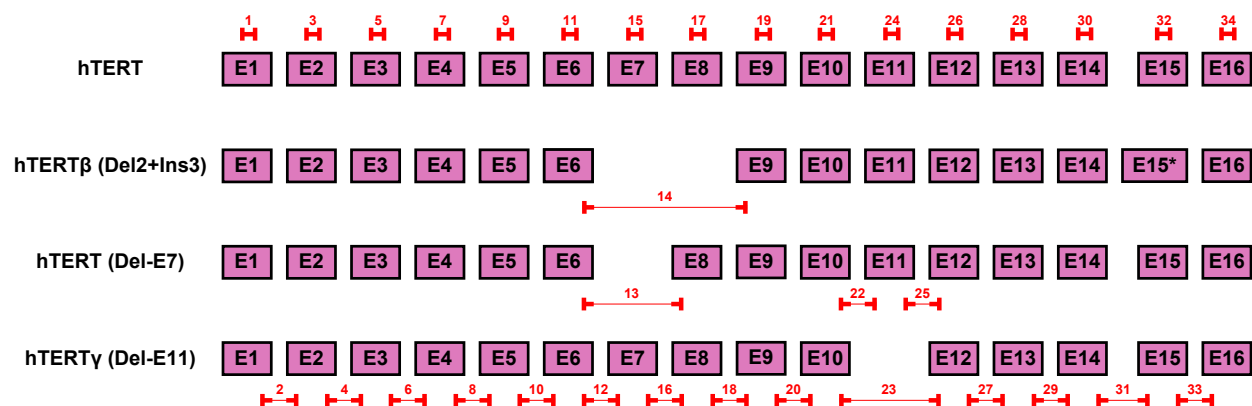 1 3 5 7 9 11 15 17 19 21 24 26 28 30 32 34
hTERT E1 E2 E3 E4 E5 E6 E7 E8 E9 E10 E11 E12 E13 E14 E15 E16
hTERTβ (Del2+Ins3) E1 E2 E3 E4 E5 E6 E9 E10 E11 E12 E13 E14 E15* E16
14
hTERT (Del-E7) E1 E2 E3 E4 E5 E6 E8 E9 E10 E11 E12 E13 E14 E15 E16
13 22 25
hTERTγ (Del-E11) E1 E2 E3 E4 E5 E6 E7 E8 E9 E10 E12 E13 E14 E15 E16
2 4 6 8 10 12 16 18 20 23 27 29 31 33